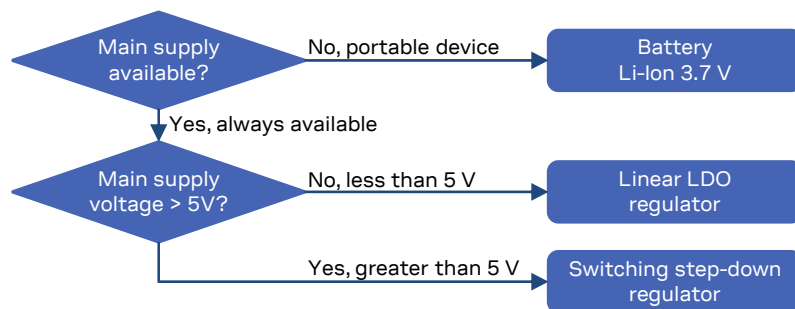 Main supply
available?
No, portable device
Battery
Li-Ion 3.7 V
Yes, always available
Main supply
voltage > 5V?
No, less than 5 V
Linear LDO
regulator
Yes, greater than 5 V
Switching step-down
regulator